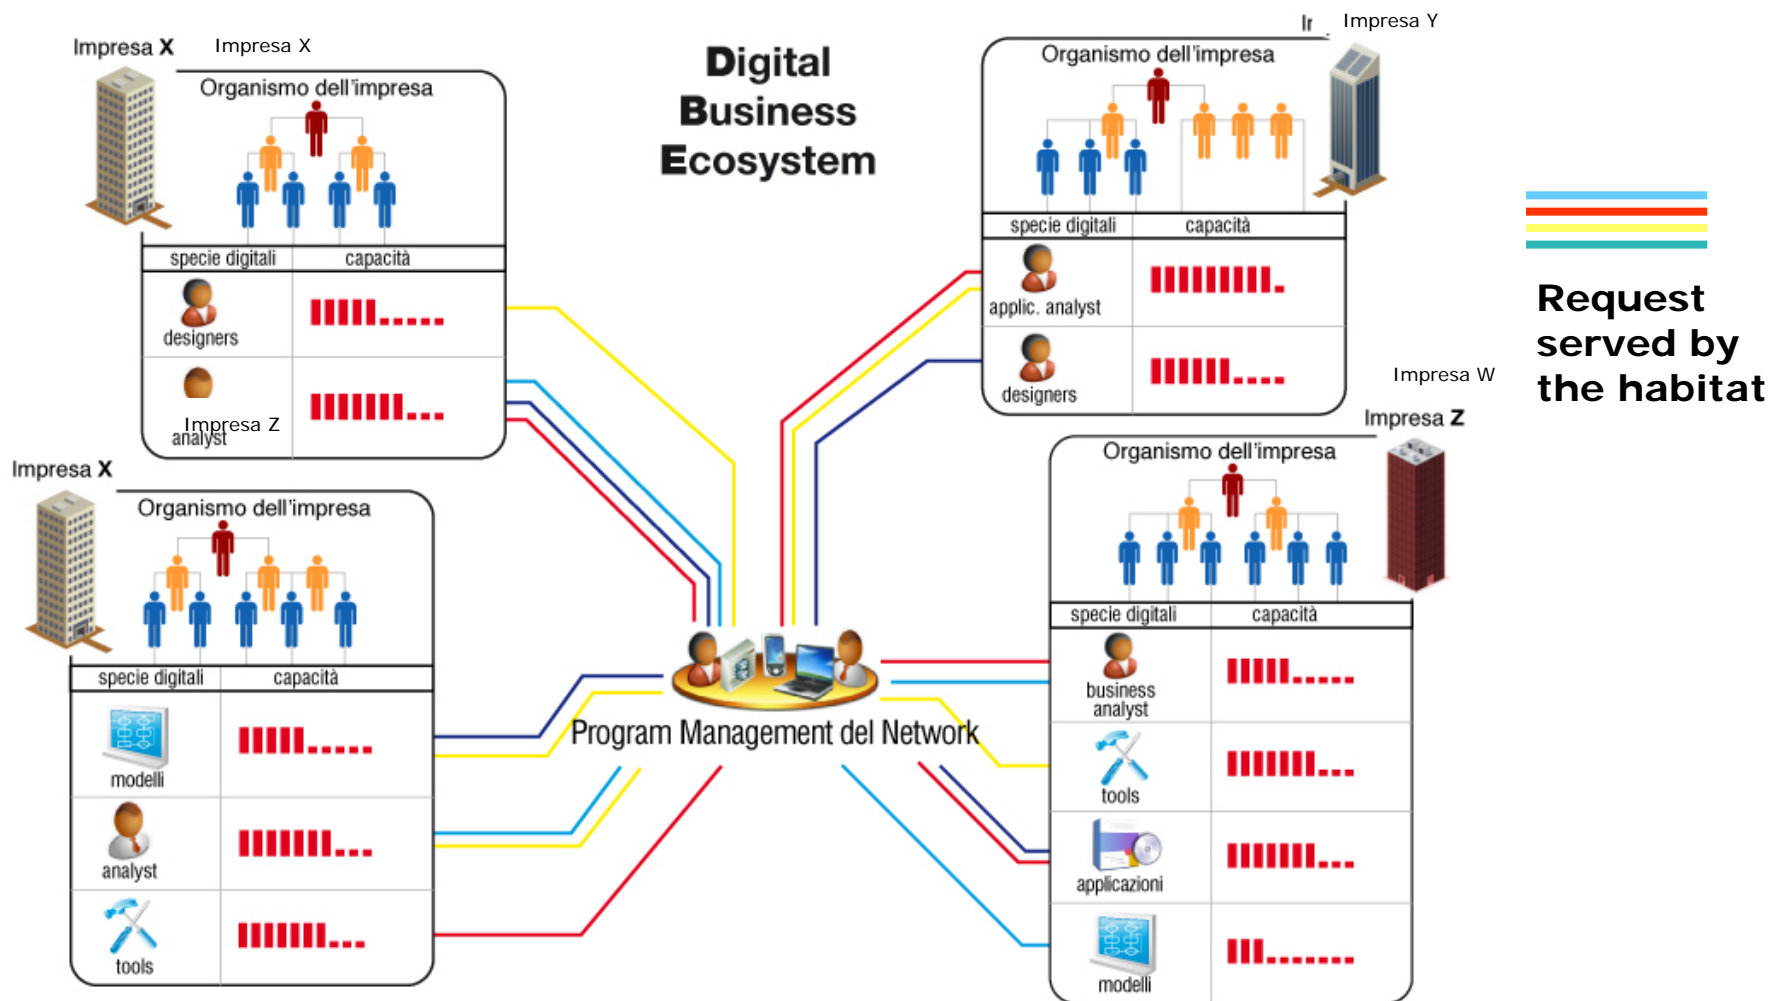 Impresa X
Impresa X
Organismo dell'impresa
specie digitali
capacità
designers
analyst
Impresa Z
Digital
Business
Ecosystem
Ir
Impresa Y
Organismo dell'impresa
specie digitali
capacità
applic. analyst
designers
Request
served by
the habitat
Impresa X
Organismo dell'impresa
specie digitali
capacità
modelli
analyst
tools
Program Management del Network
Impresa W
Impresa Z
Organismo dell'impresa
specie digitali
capacità
business
analyst
tools
applicazioni
modelli